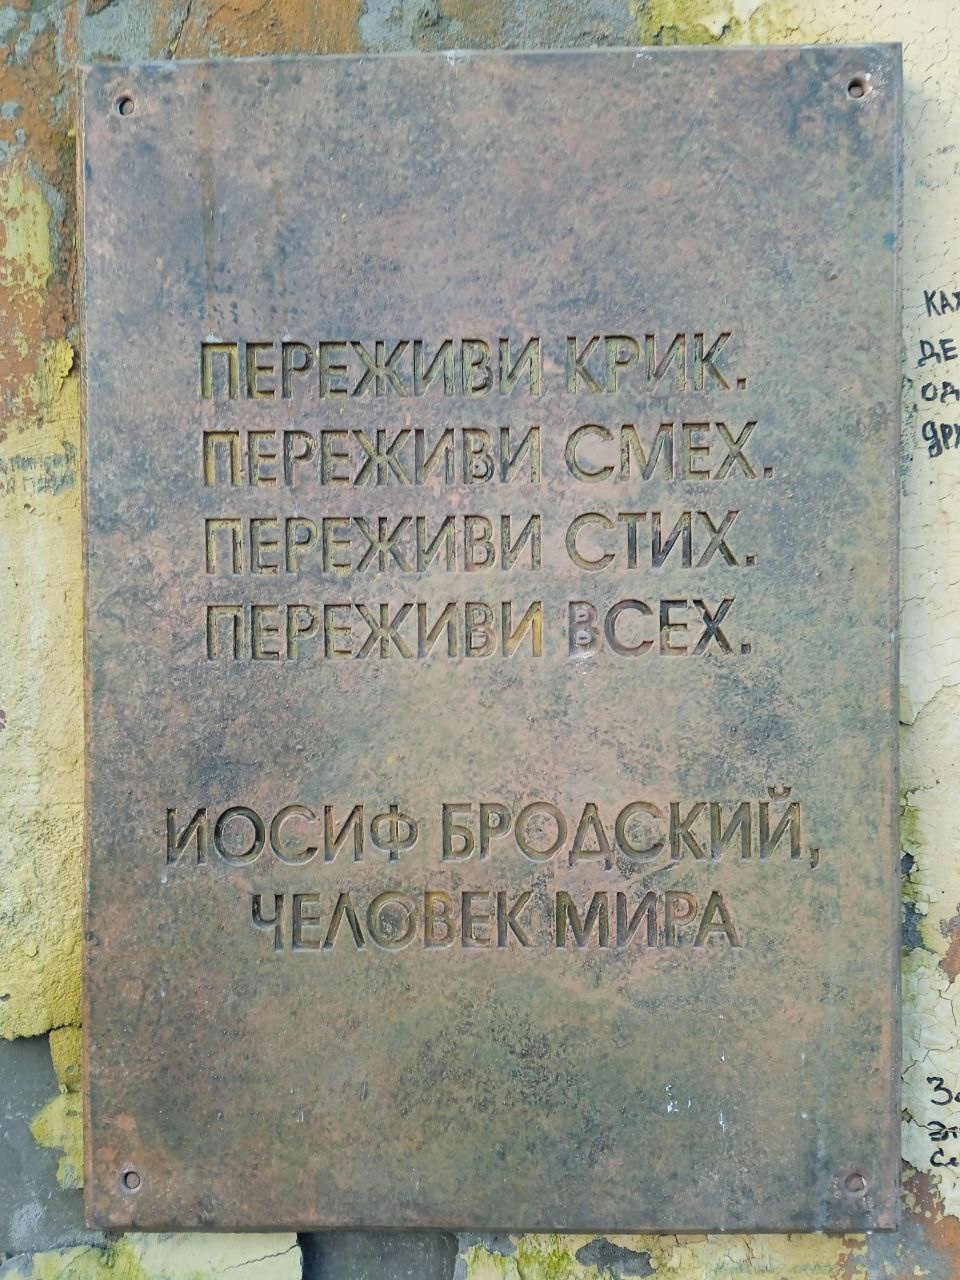 ПЕРЕЖИВИ КРИК.
ПЕРЕЖИВИ СМЕХ.
ПЕРЕЖИВИ СТИХ.
ПЕРЕЖИВИ ВСЕХ.
ИОСИФ БРОДСКИЙ,
ЧЕЛОВЕК МИРА